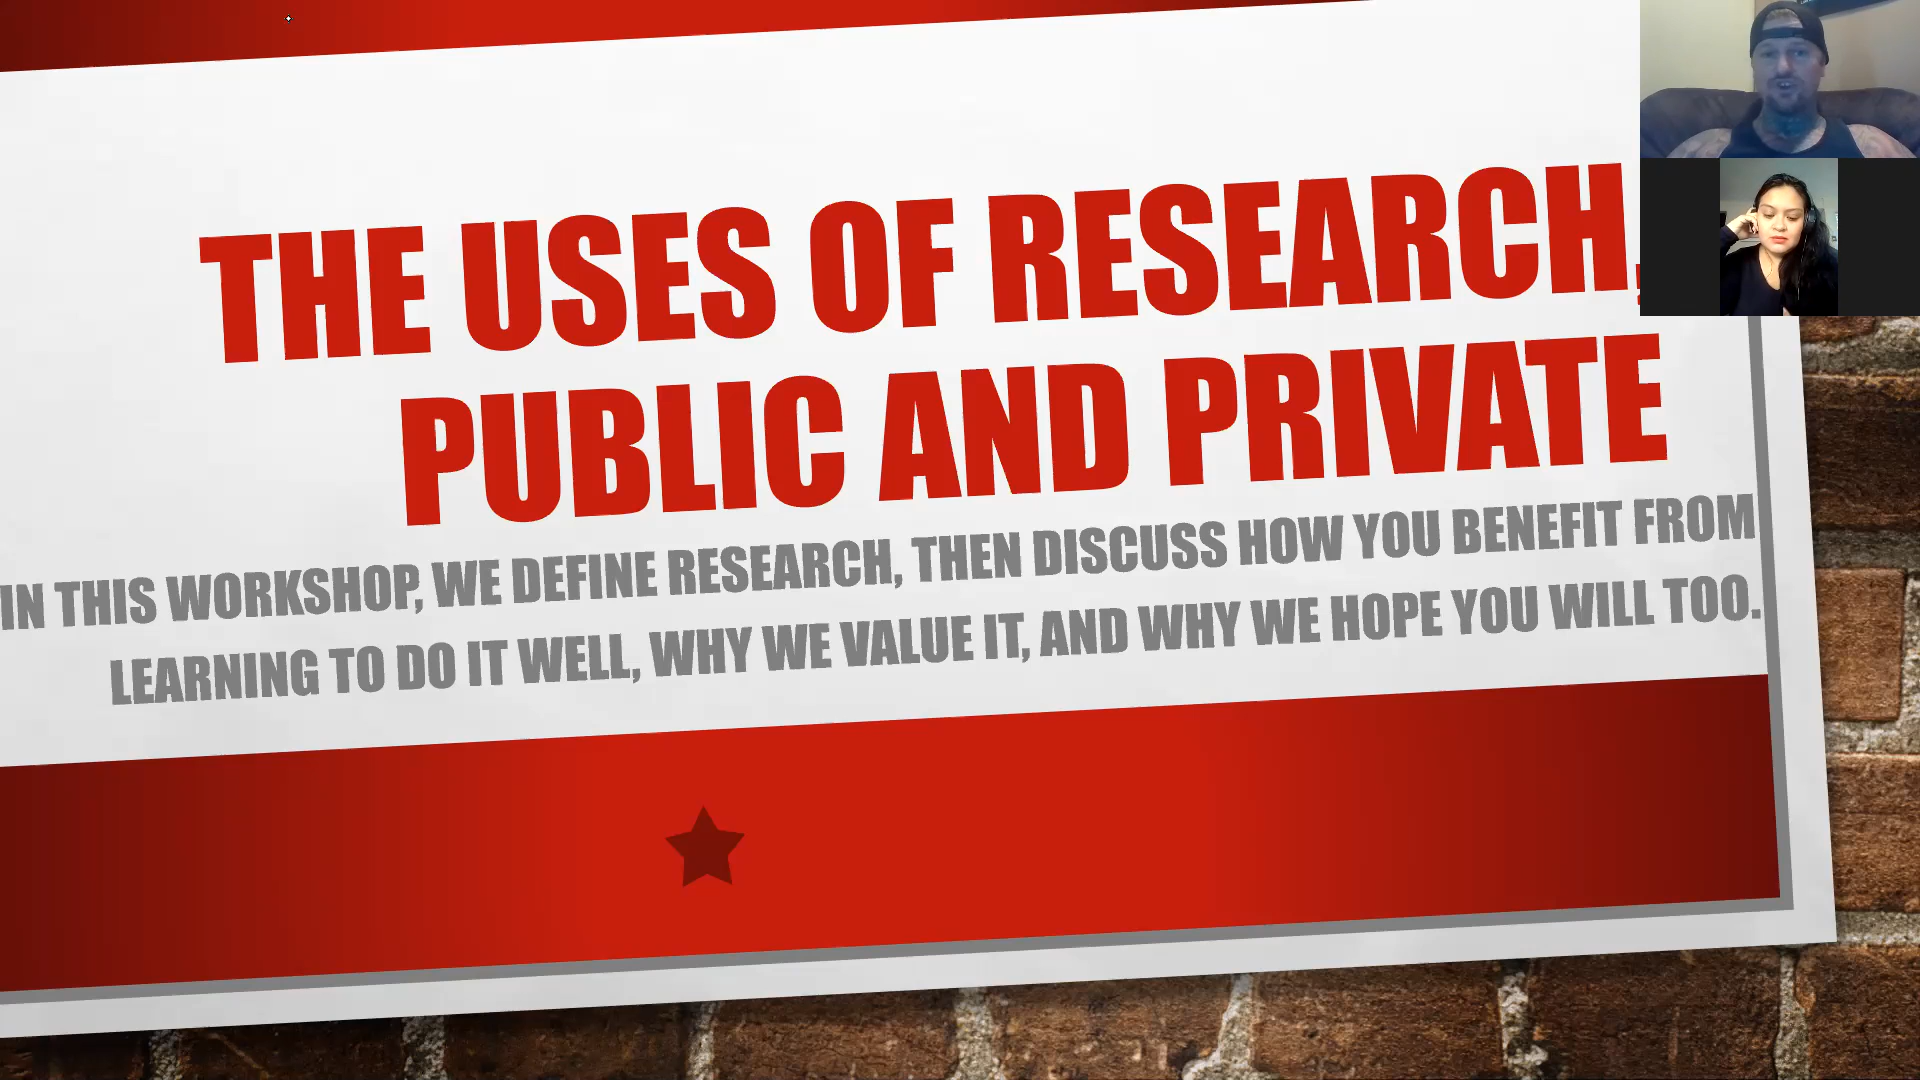 THE USES OF RESEARCH,
PUBLIC AND PRIVATE
IN THIS WORKSHOP, WE DEFINE RESEARCH, THEN DISCUSS HOW YOU BENEFIT FROM
LEARNING TO DO IT WELL, WHY WE VALUE IT, AND WHY WE HOPE YOU WILL TOO.